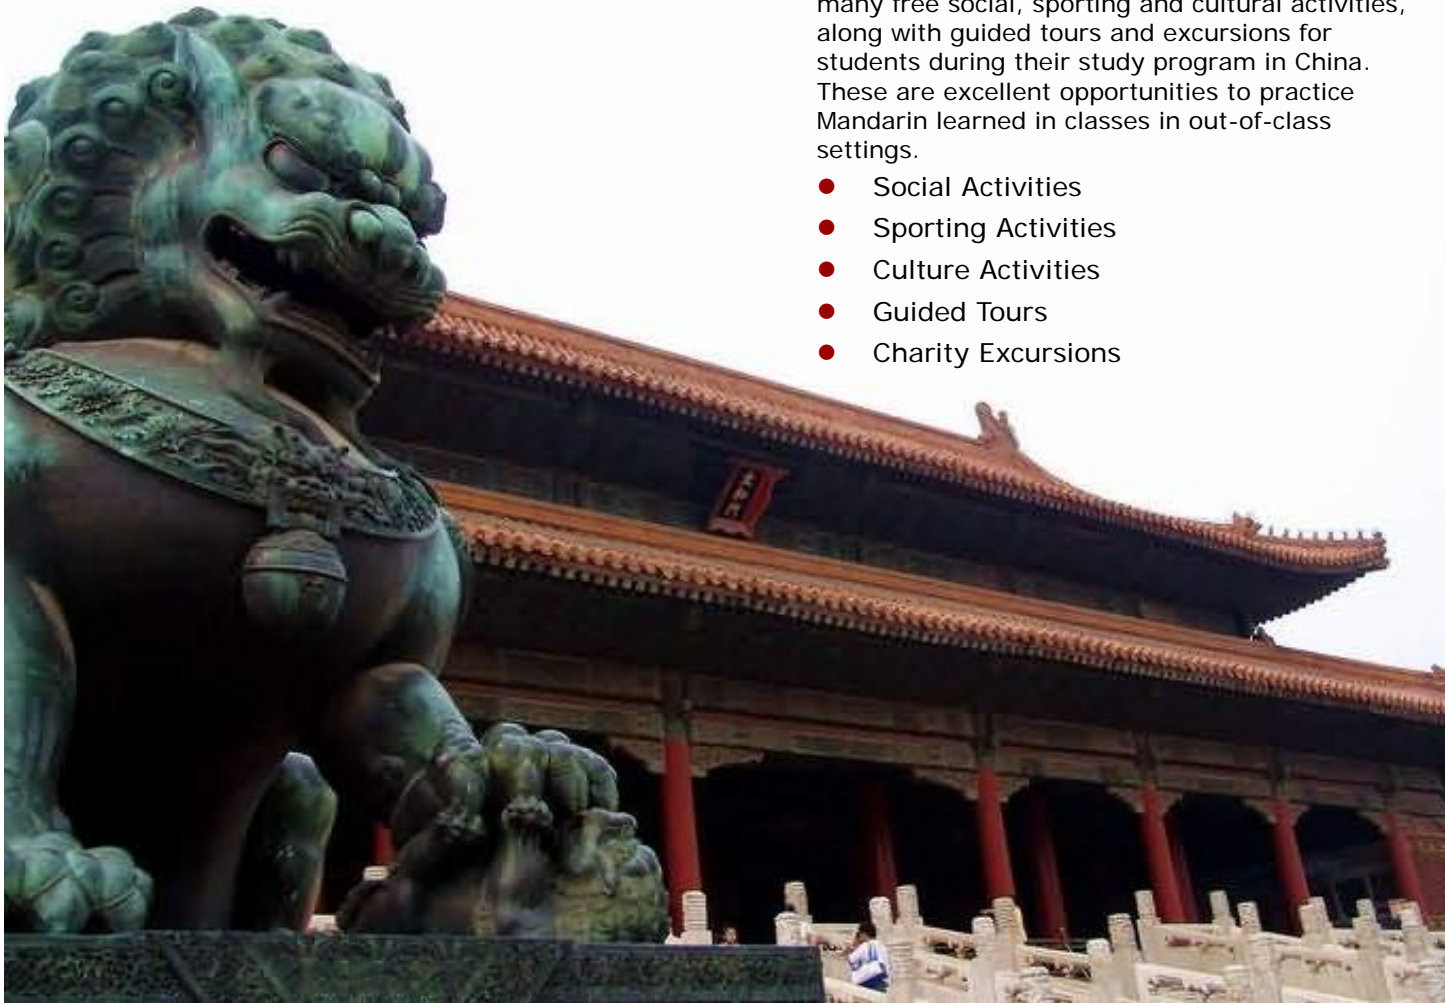 many free social, sporting and cultural activities,
along with guided tours and excursions for
students during their study program in China.
These are excellent opportunities to practice
Mandarin learned in classes in out-of-class
settings.
● Social Activities
● Sporting Activities
● Culture Activities
● Guided Tours
● Charity Excursions